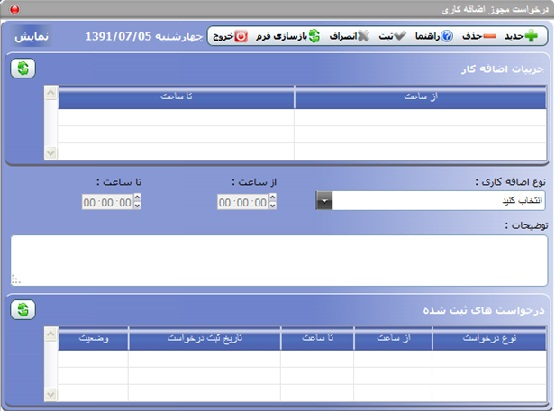 درخواست مجوز اضافه کاری
جدید حذف راهنما ثبت انصراف بازسازی فرم خروج چهارشنبه 1391/07/05 نمایش
جزییات اضافه کار
از ساعت تا ساعت
نوع اضافه کاری : از ساعت : تا ساعت :
انتخاب کنید 00:00:00 00:00:00
توضیحات :
درخواست های ثبت شده
نوع درخواست از ساعت تا ساعت تاریخ ثبت درخواست وضعیت